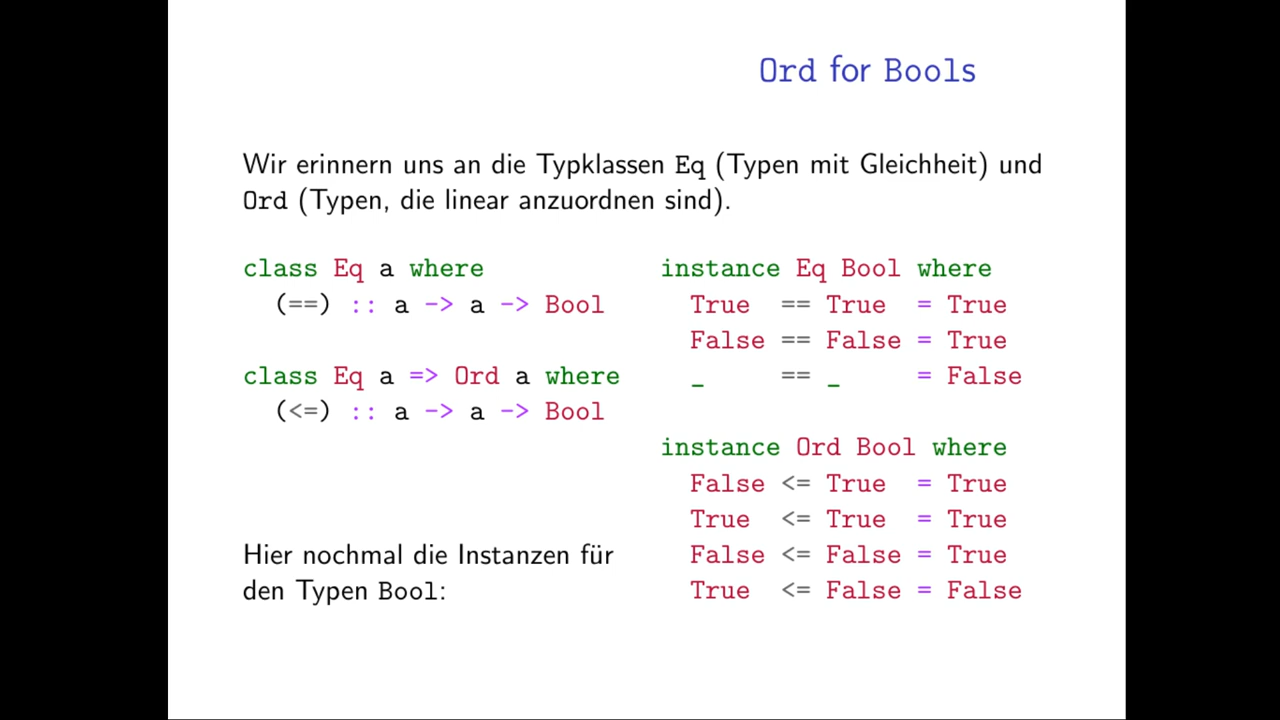 Ord for Bools
Wir erinnern uns an die Typklassen Eq (Typen mit Gleichheit) und
Ord (Typen, die linear anzuordnen sind).
class Eq a where
(==) :: a -> a -> Bool
class Eq a => Ord a where
(<=) :: a -> a -> Bool
Hier nochmal die Instanzen für
den Typen Bool:
instance Eq Bool where
True == True = True
False == False = True
_ == _ = False
instance Ord Bool where
False <= True = True
True <= True = True
False <= False = True
True <= False = False